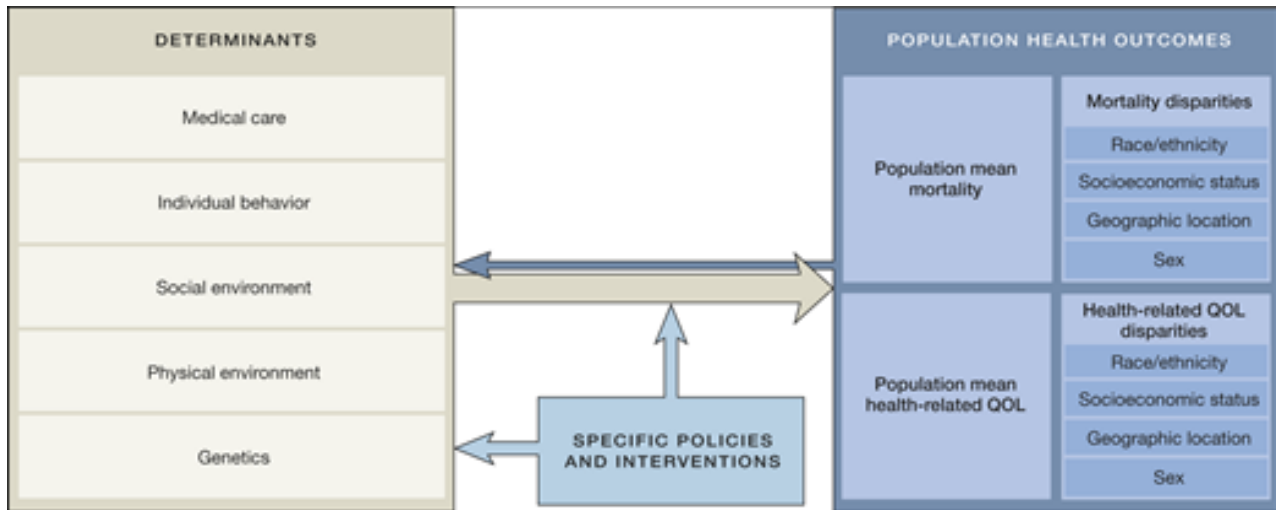 DETERMINANTS
Medical care
Individual behavior
Social environment
Physical environment
Genetics
SPECIFIC POLICIES
AND INTERVENTIONS
POPULATION HEALTH OUTCOMES
Population mean
mortality
Mortality disparities
Race/ethnicity
Socioeconomic status
Geographic location
Sex
Population mean
health-related QOL
Health-related QOL
disparities
Race/ethnicity
Socioeconomic status
Geographic location
Sex